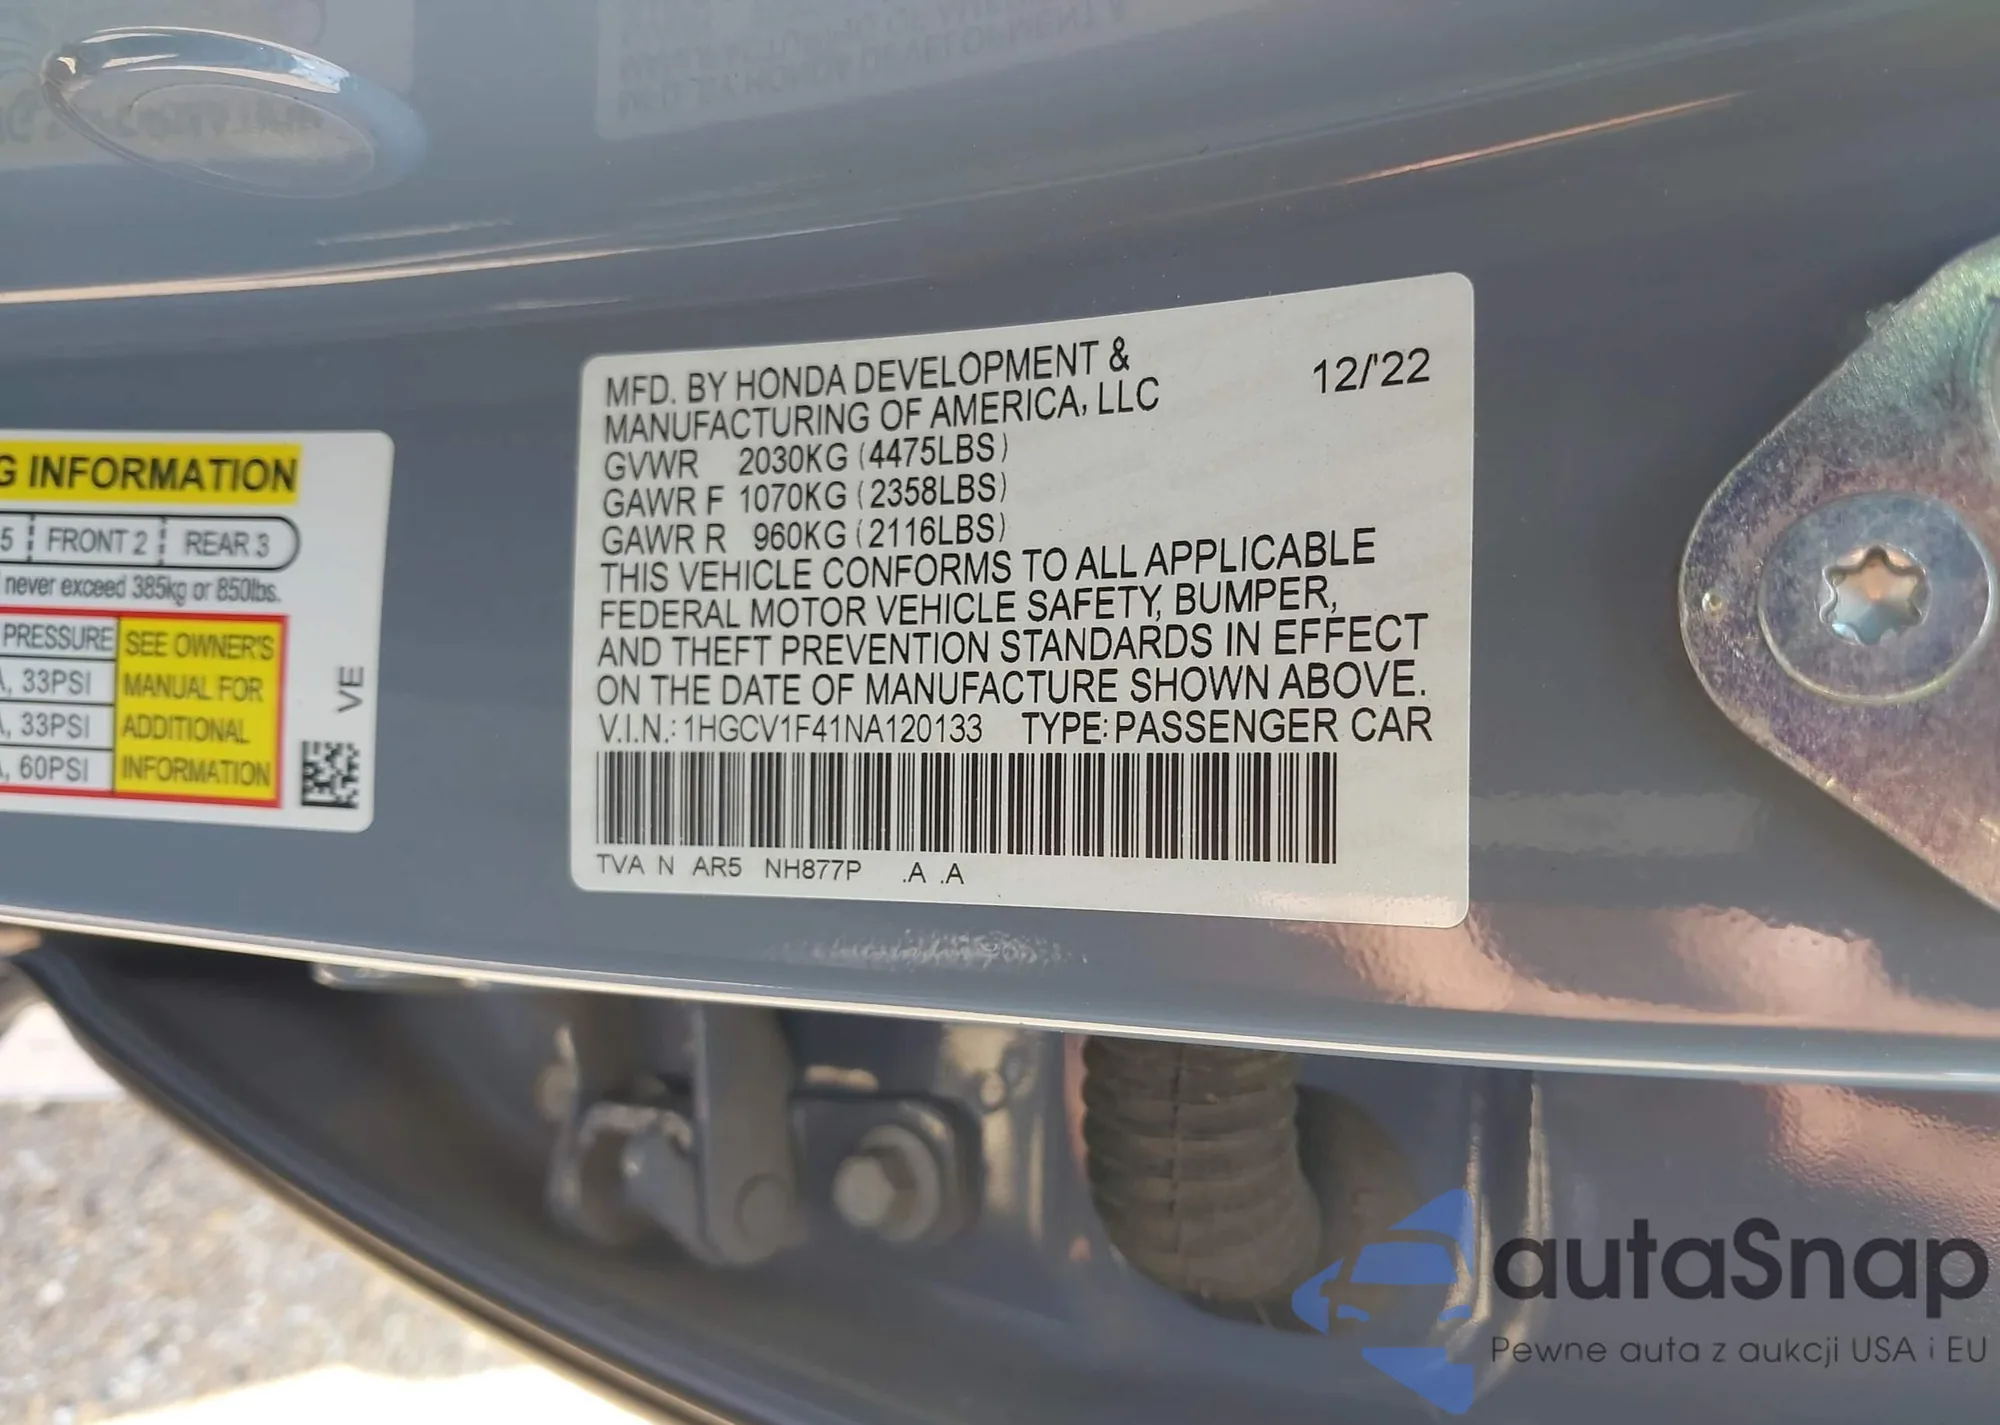 G INFORMATION
5 FRONT 2 REAR 3
never exceed 385kg or 850lbs.
PRESSURE
SEE OWNER'S
MANUAL FOR
ADDITIONAL
INFORMATION
A, 33PSI
A, 33PSI
A, 60PSI
VE
MFD. BY HONDA DEVELOPMENT &
MANUFACTURING OF AMERICA, LLC
12/'22
GVWR 2030KG (4475LBS)
GAWR F 1070KG (2358LBS)
GAWR R 960KG (2116LBS)
THIS VEHICLE CONFORMS TO ALL APPLICABLE
FEDERAL MOTOR VEHICLE SAFETY, BUMPER,
AND THEFT PREVENTION STANDARDS IN EFFECT
ON THE DATE OF MANUFACTURE SHOWN ABOVE.
V.I.N.: 1HGCV1F41NA120133 TYPE: PASSENGER CAR
TVA N AR5 NH877P .A .A
autaSnap
Pewne auta z aukcji USA i EU